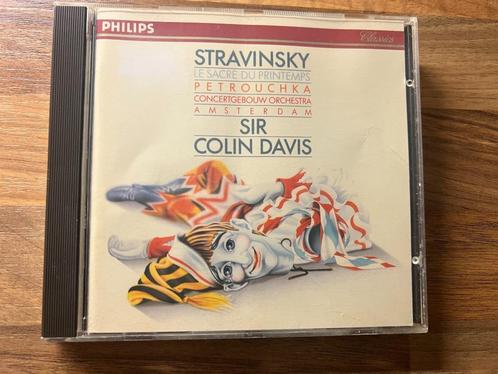 PHILIPS
Classics
STRAVINSKY
LE SACRE DU PRINTEMPS
PETROUCHKA
CONCERTGEBOUW ORCHESTRA
AMSTERDAM
SIR
COLIN DAVIS